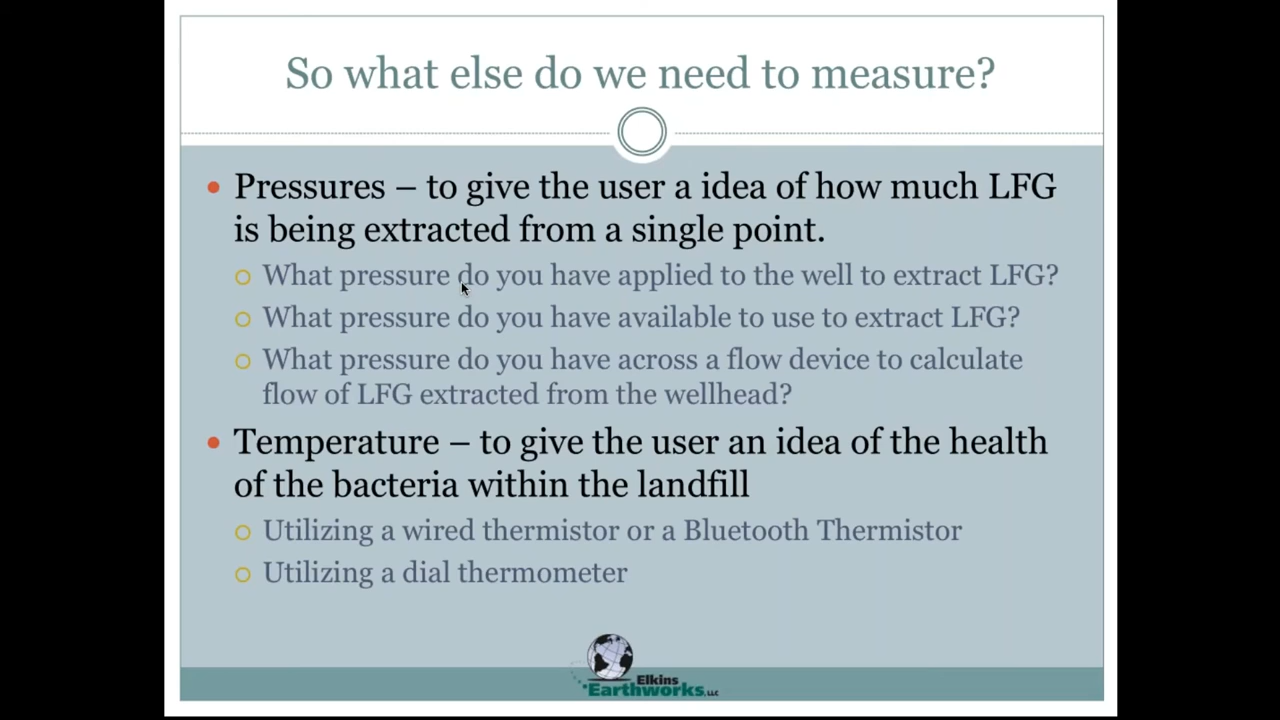 So what else do we need to measure?
Pressures – to give the user a idea of how much LFG
is being extracted from a single point.
What pressure do you have applied to the well to extract LFG?
What pressure do you have available to use to extract LFG?
What pressure do you have across a flow device to calculate
flow of LFG extracted from the wellhead?
Temperature – to give the user an idea of the health
of the bacteria within the landfill
Utilizing a wired thermistor or a Bluetooth Thermistor
Utilizing a dial thermometer
Elkins
Earthworks, LLC